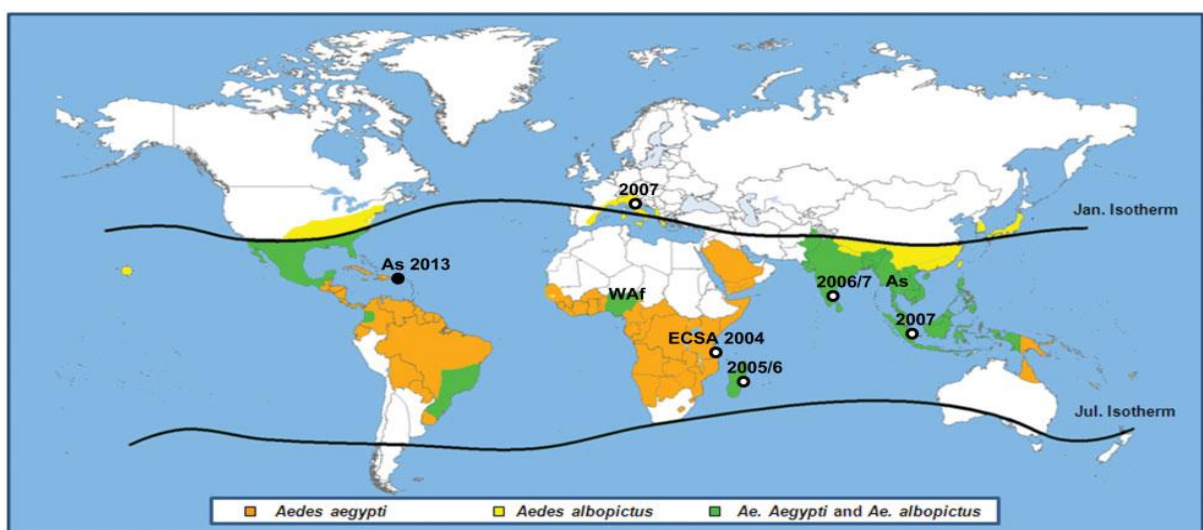 2007
Jan. Isotherm
As 2013
WAf
2006/7
As
2007
ECSA 2004
2005/6
Jul. Isotherm
Aedes aegypti
Aedes albopictus
Ae. Aegypti and Ae. albopictus